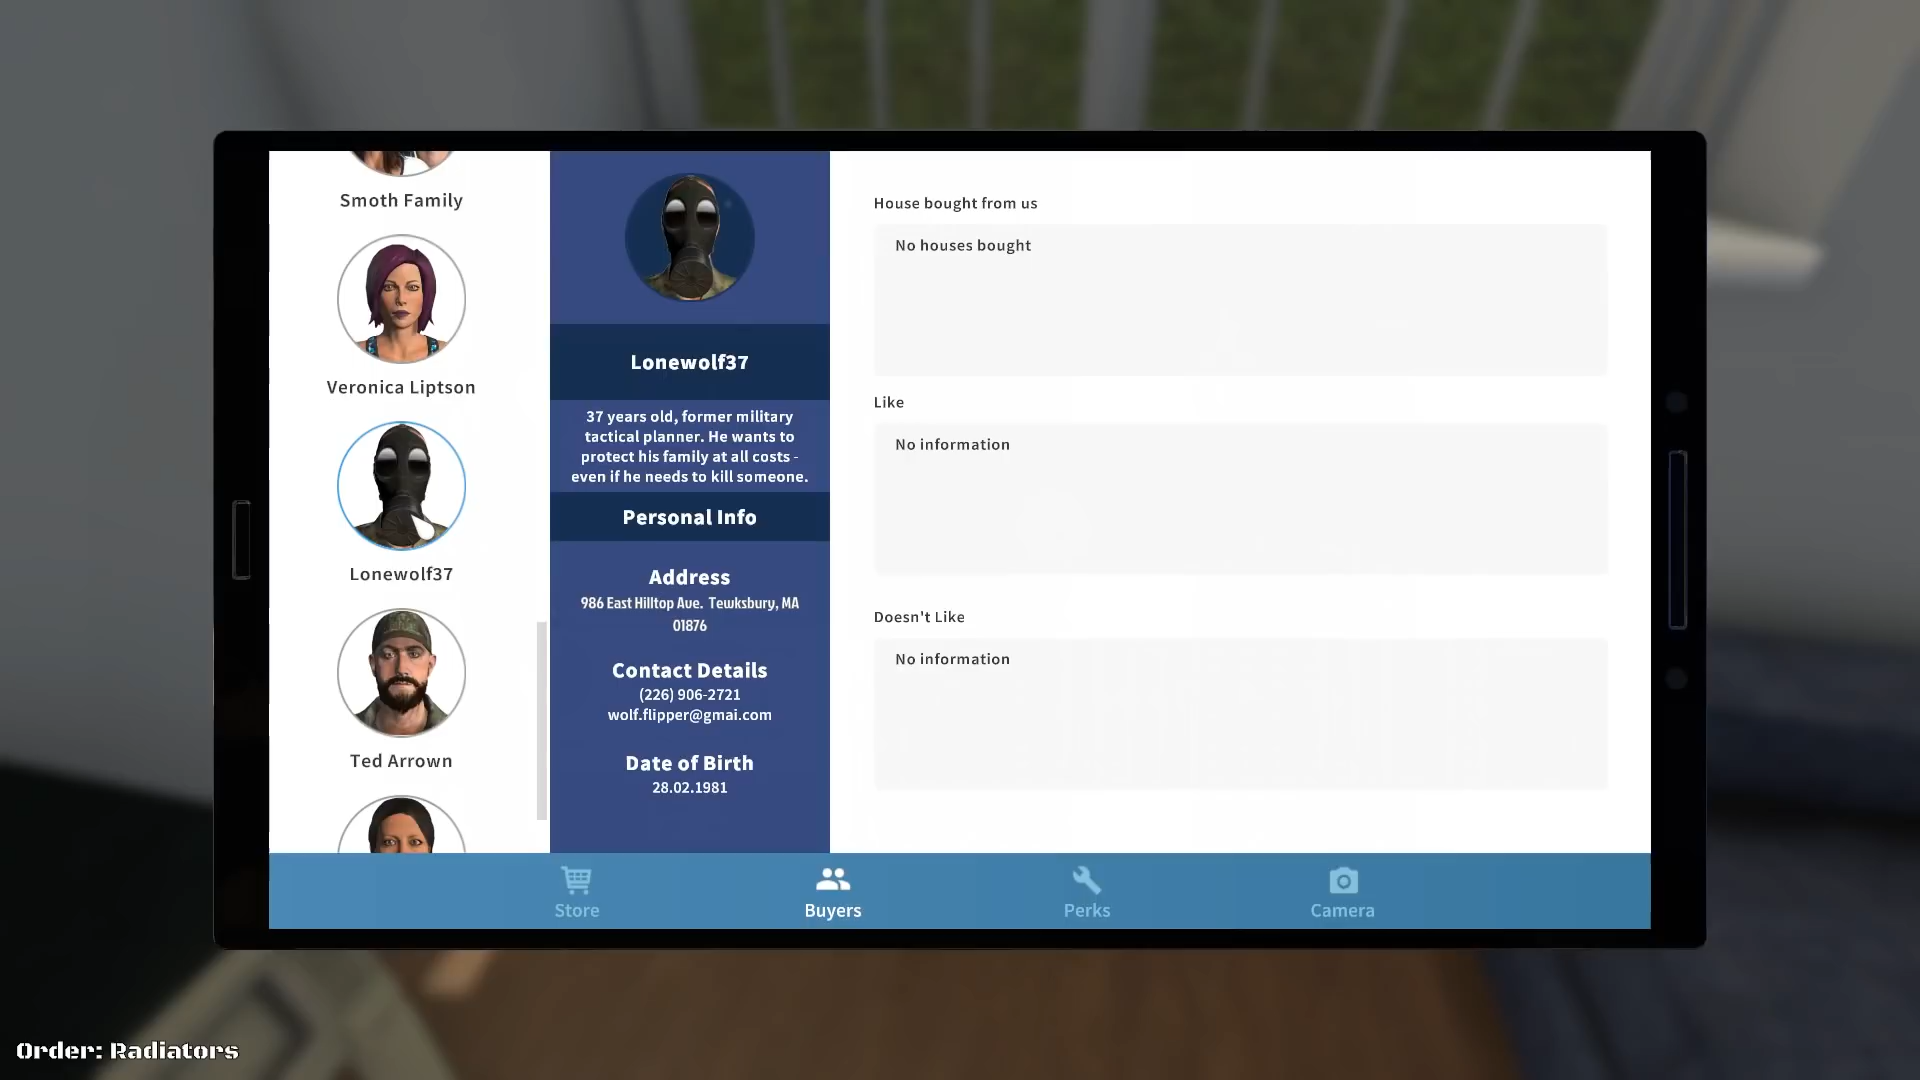 Smoth Family
Veronica Liptson
Lonewolf37
Ted Arrown
Lonewolf37
37 years old, former military
tactical planner. He wants to
protect his family at all costs -
even if he needs to kill someone.
Personal Info
Address
986 East Hilltop Ave. Tewksbury, MA
01876
Contact Details
(226) 906-2721
wolf.flipper@gmai.com
Date of Birth
28.02.1981
House bought from us
No houses bought
Like
No information
Doesn't Like
No information
Store
Buyers
Perks
Camera
Order: Radiators